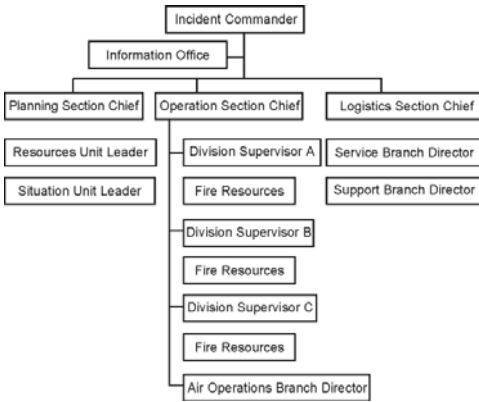 Incident Commander
Information Office
Planning Section Chief
Operation Section Chief
Logistics Section Chief
Resources Unit Leader
Division Supervisor A
Service Branch Director
Situation Unit Leader
Fire Resources
Support Branch Director
Division Supervisor B
Fire Resources
Division Supervisor C
Fire Resources
Air Operations Branch Director